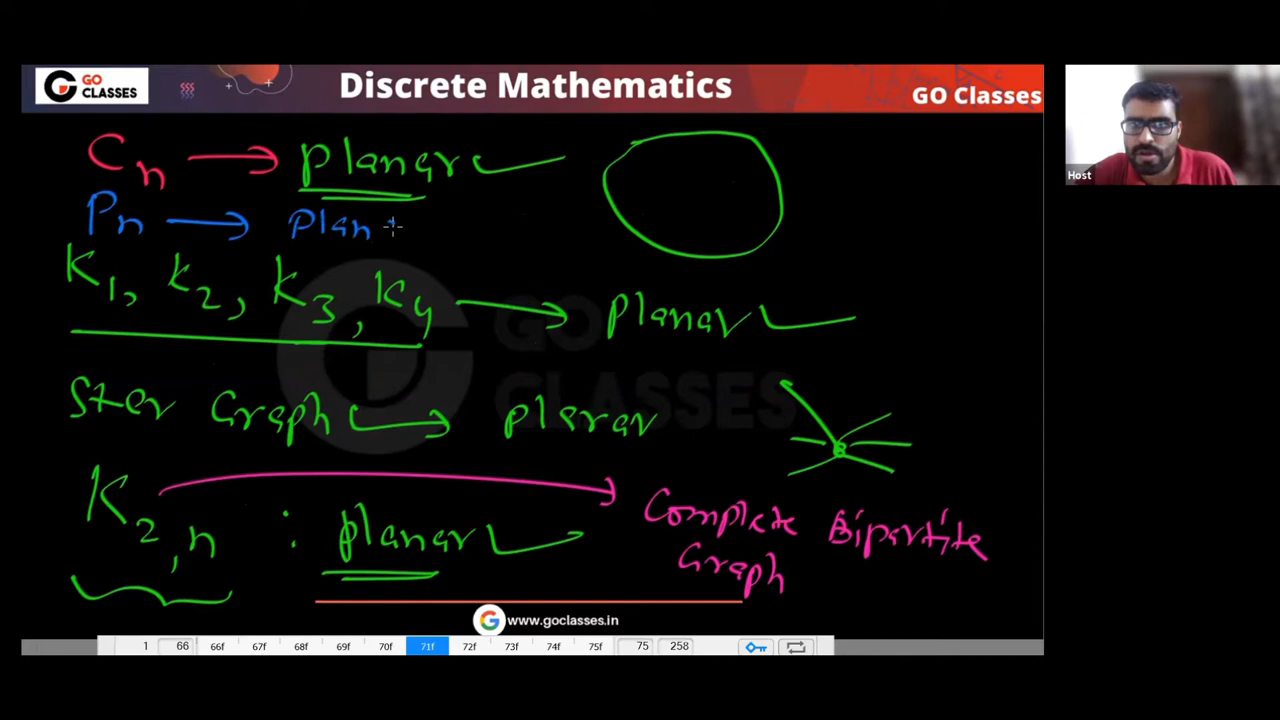 GO CLASSES
Discrete Mathematics
GO Classes
Host
Cn → planar
Pn → Plan
K1, K2, K3, K4 → planar
Star Graph → planar
K2,n : planar
Complete Bipartite
Graph
GO CLASSES
www.goclasses.in
1 66 66f 67f 68f 69f 70f 71f 72f 73f 74f 75f 75 258